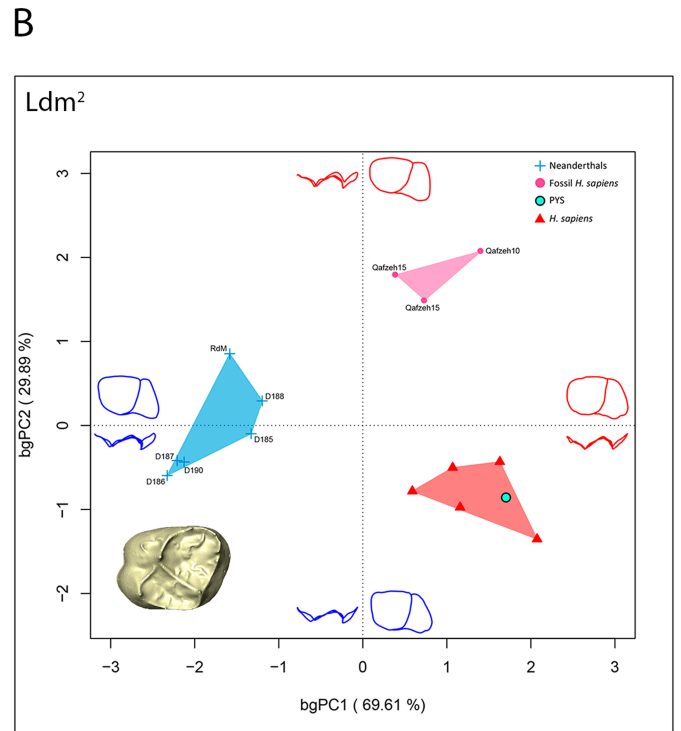 B
Ldm²
3
2
1
0
−1
−2
bgPC2 ( 29.89 %)
Neanderthals
Fossil H. sapiens
PYS
H. sapiens
Qafzeh10
Qafzeh15
Qafzeh15
RdM
D188
D185
D187
D190
D186
−3 −2 −1 0 1 2 3
bgPC1 ( 69.61 %)